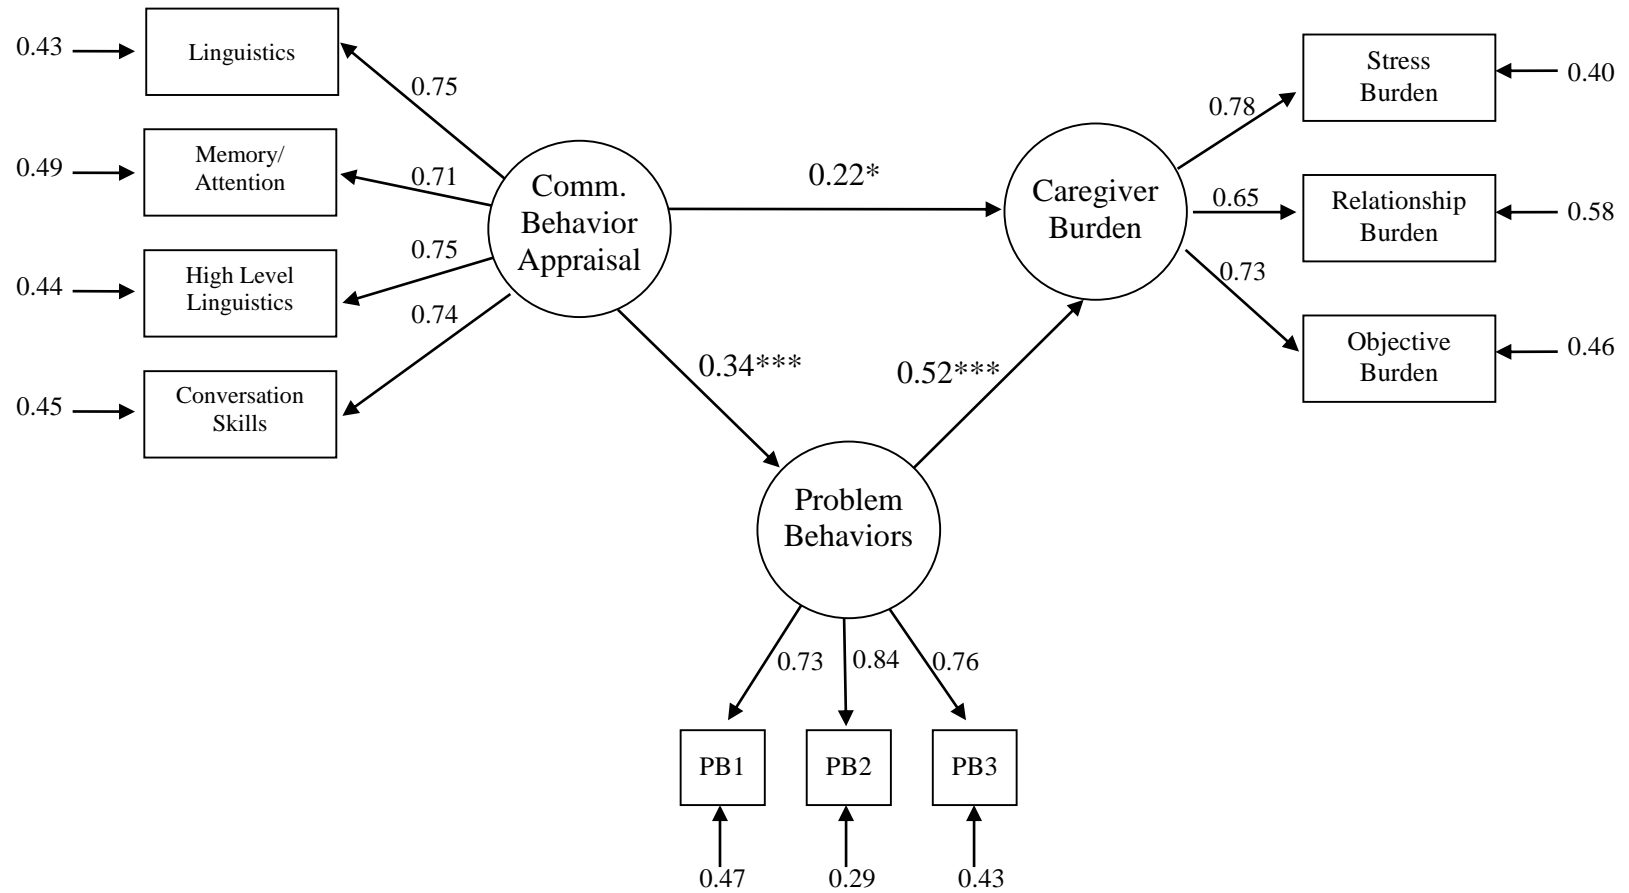 0.43
Linguistics
0.75
0.49
Memory/
Attention
0.71
0.44
High Level
Linguistics
0.75
0.45
Conversation
Skills
0.74
Comm.
Behavior
Appraisal
0.22*
0.34***
0.52***
Caregiver
Burden
0.78
Stress
Burden
0.40
0.65
Relationship
Burden
0.58
0.73
Objective
Burden
0.46
Problem
Behaviors
0.73
0.84
0.76
PB1
PB2
PB3
0.47
0.29
0.43